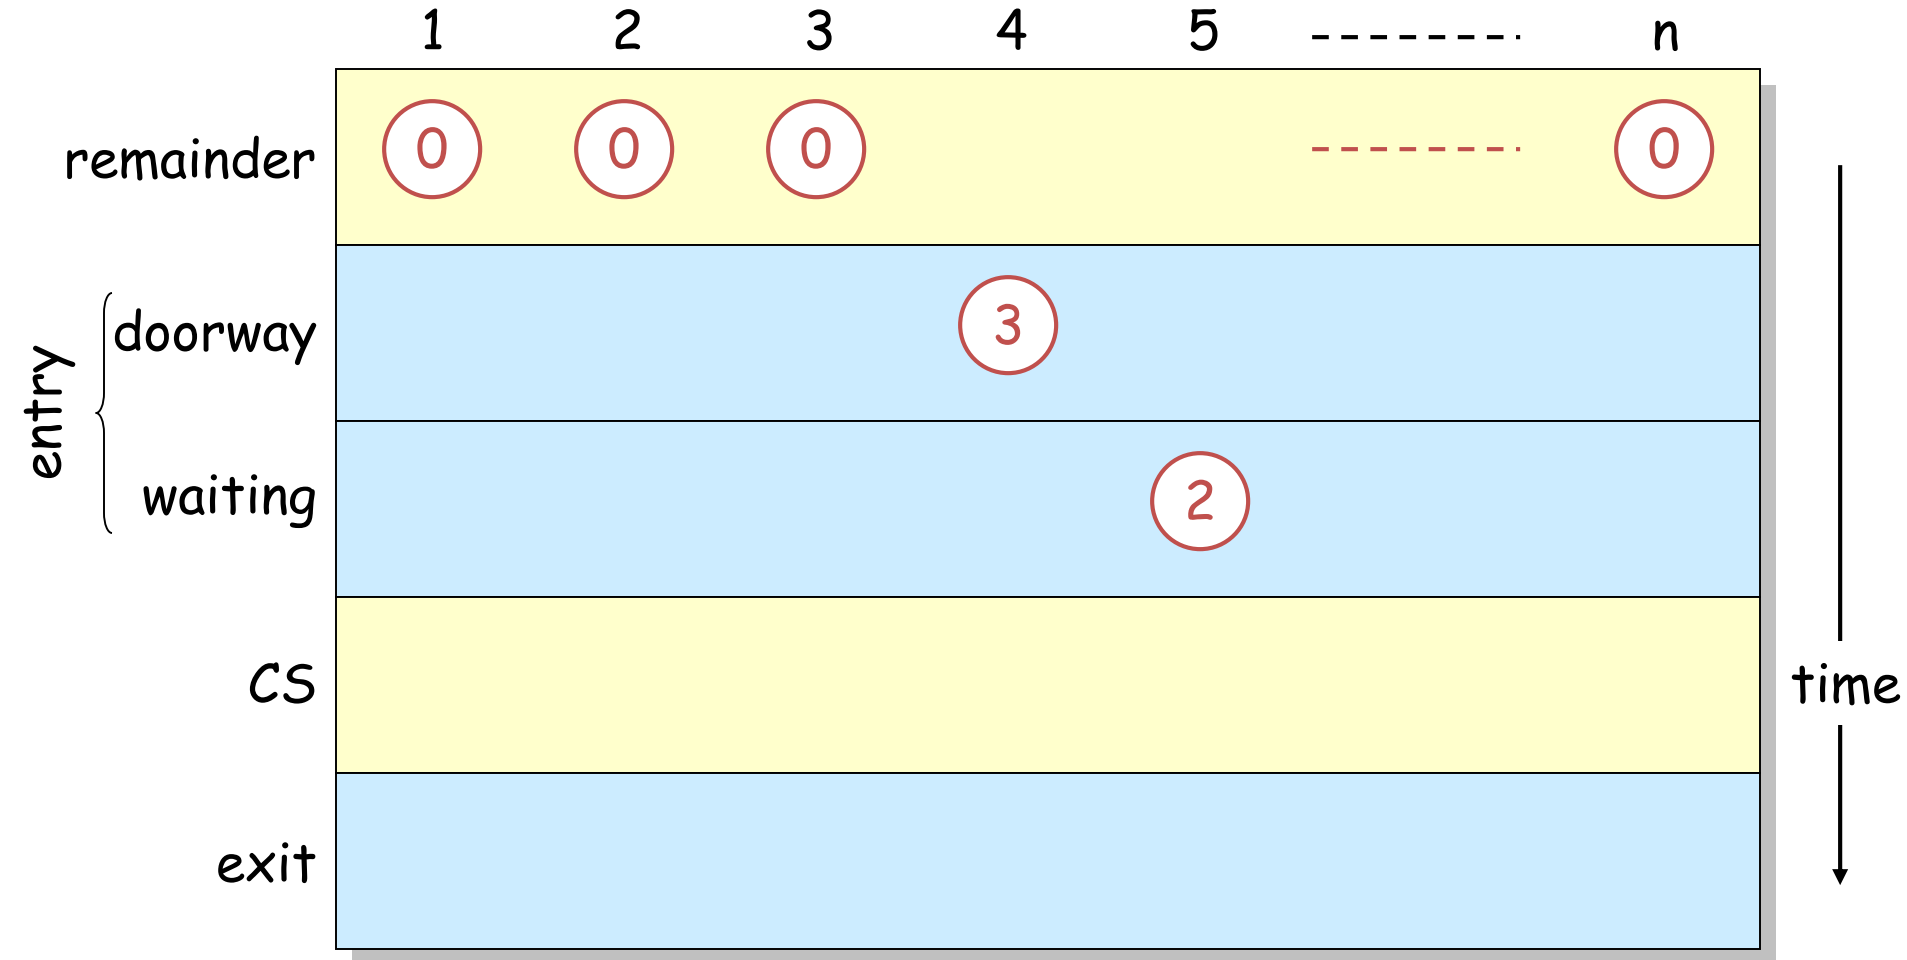 1 2 3 4 5 n
remainder 0 0 0 0
entry
doorway 3
waiting 2
CS
time
exit